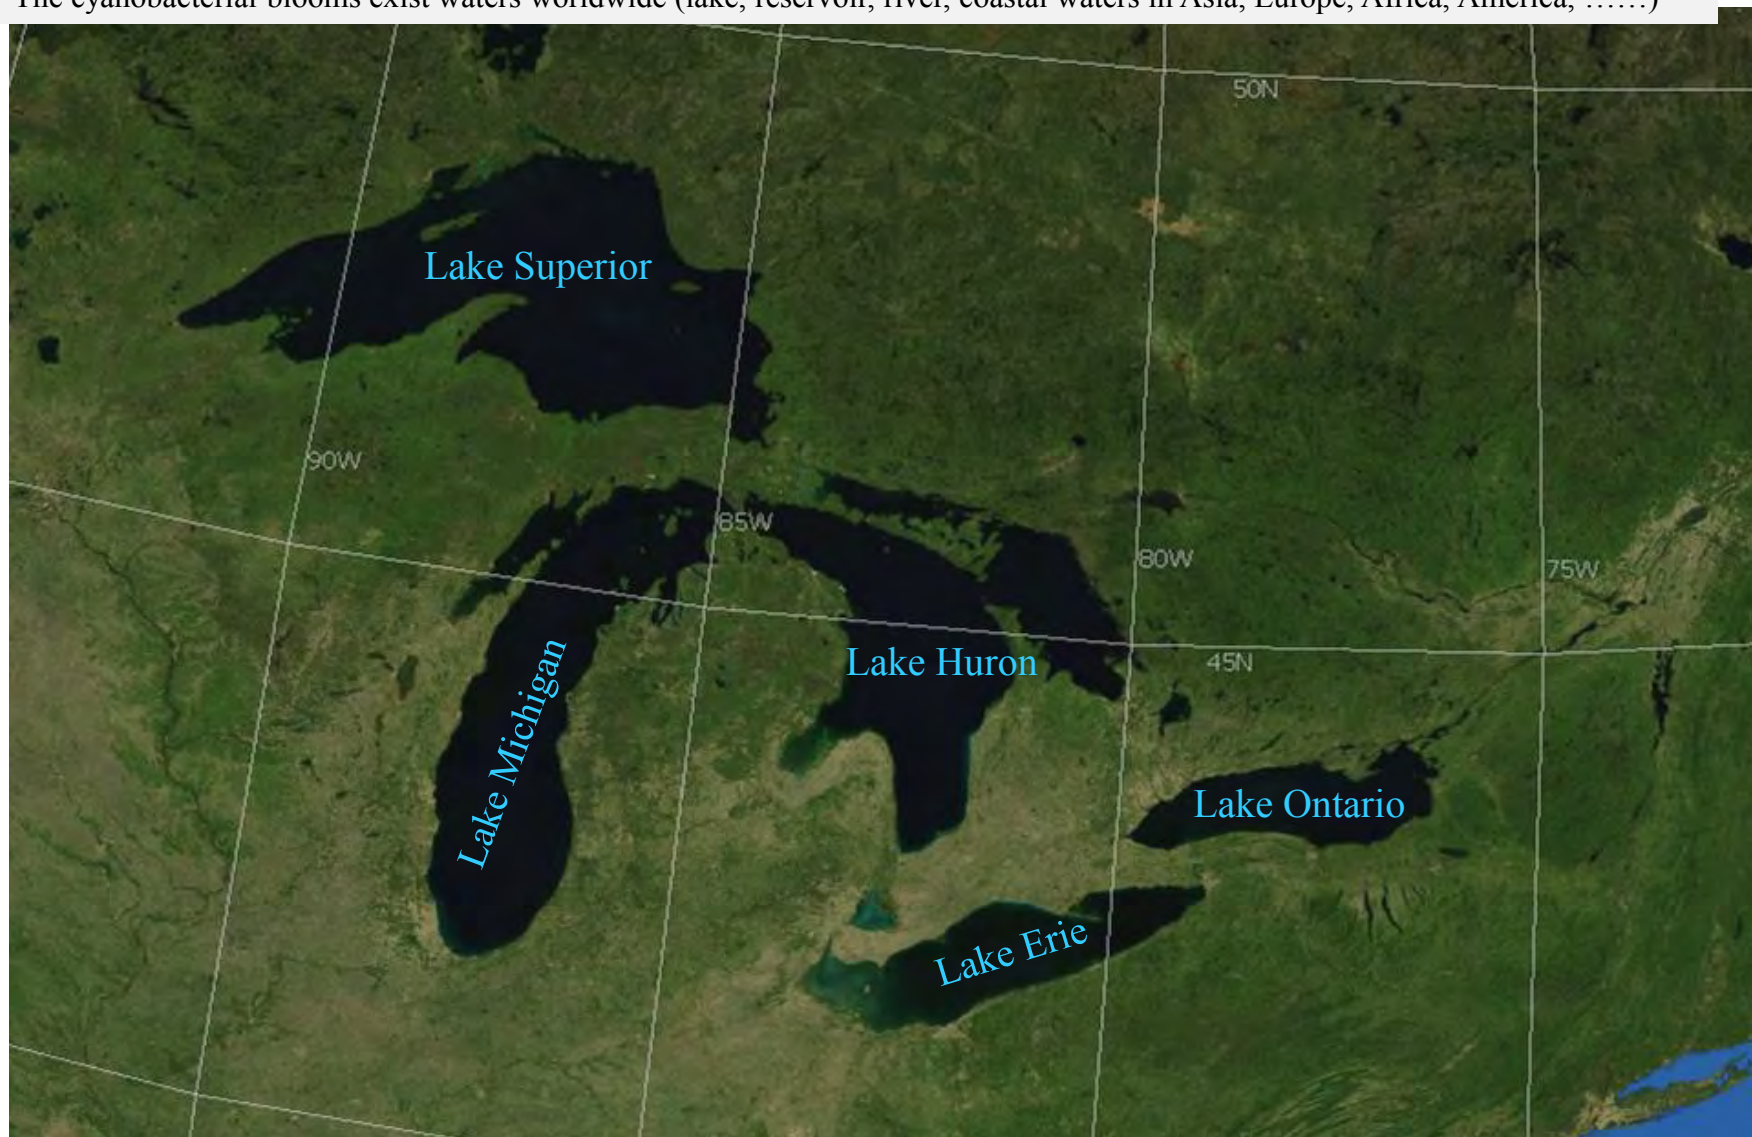 The cyanobacterial blooms exist waters worldwide (lake, reservoir, river, coastal waters in Asia, Europe, Africa, America, ……)
50N
Lake Superior
90W
85W
80W
75W
Lake Huron
45N
Lake Michigan
Lake Ontario
Lake Erie